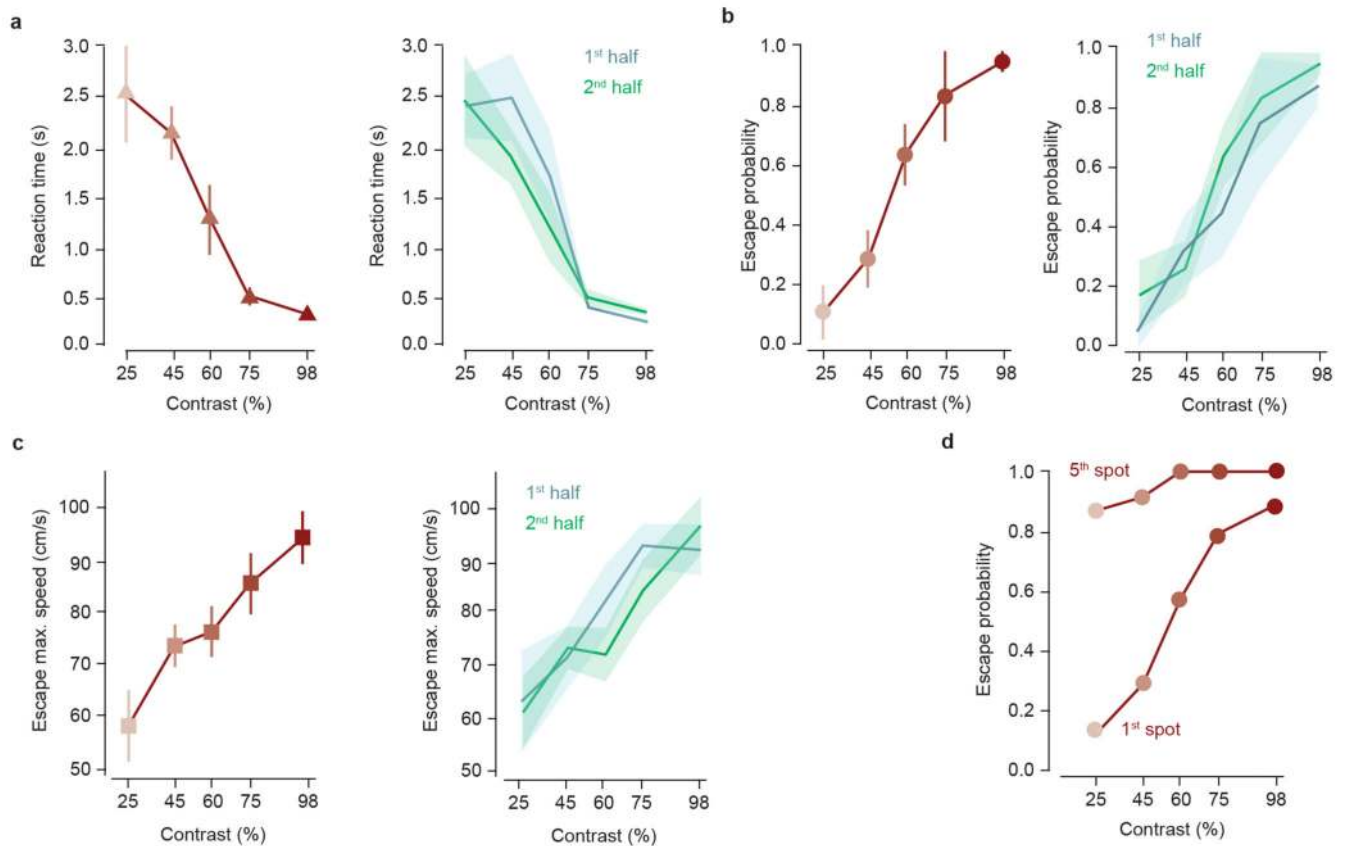 a
3.0
2.5
2.0
1.5
1.0
0.5
0.0
Reaction time (s)
25 45 60 75 98
Contrast (%)
3.0
2.5
2.0
1.5
1.0
0.5
0.0
Reaction time (s)
1st half
2nd half
25 45 60 75 98
Contrast (%)
b
1.0
0.8
0.6
0.4
0.2
0.0
Escape probability
25 45 60 75 98
Contrast (%)
1st half
2nd half
1.0
0.8
0.6
0.4
0.2
0.0
Escape probability
25 45 60 75 98
Contrast (%)
c
100
90
80
70
60
50
Escape max. speed (cm/s)
25 45 60 75 98
Contrast (%)
100
90
80
70
60
50
Escape max. speed (cm/s)
1st half
2nd half
25 45 60 75 98
Contrast (%)
d
1.0
0.8
0.6
0.4
0.2
0.0
Escape probability
5th spot
1st spot
25 45 60 75 98
Contrast (%)